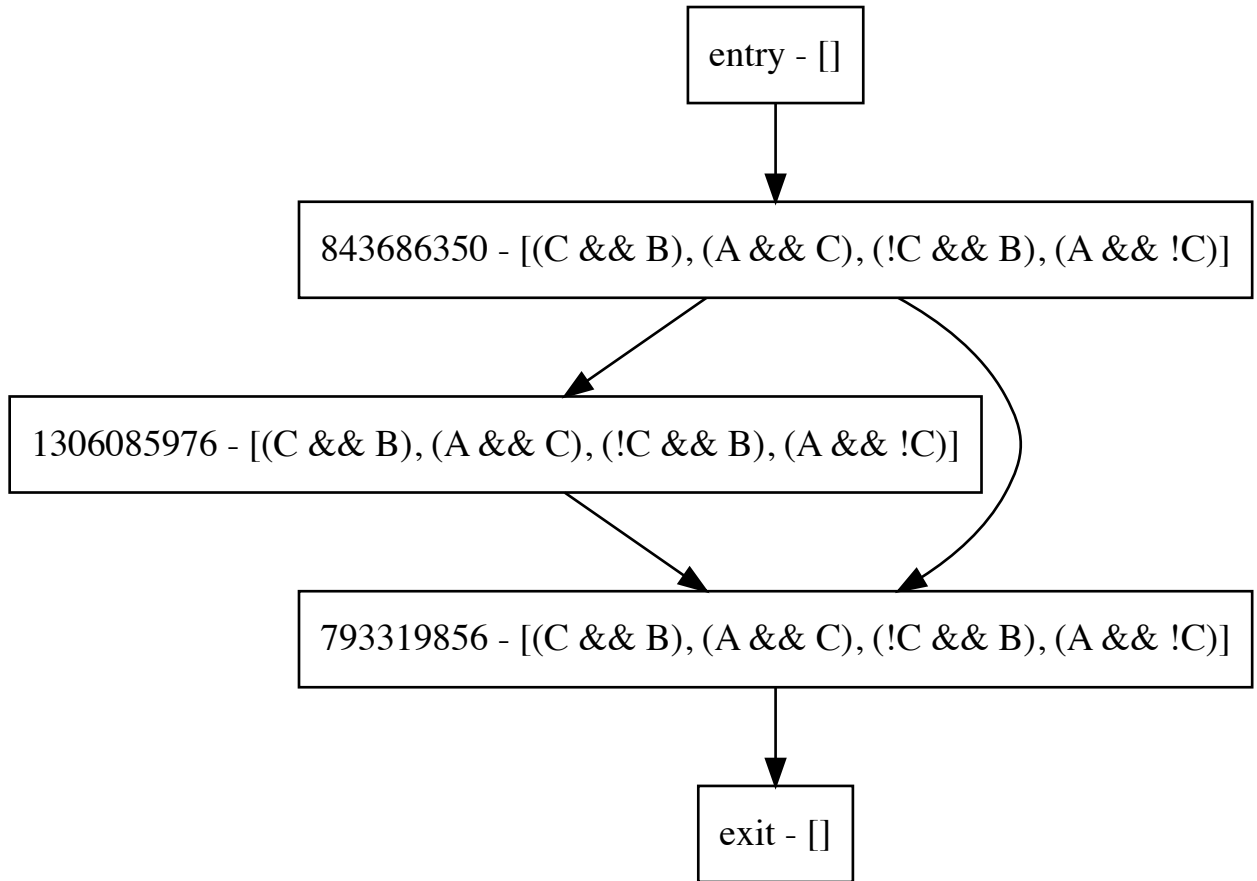 entry - []
843686350 - [(C && B), (A && C), (!C && B), (A && !C)]
1306085976 - [(C && B), (A && C), (!C && B), (A && !C)]
793319856 - [(C && B), (A && C), (!C && B), (A && !C)]
exit - []